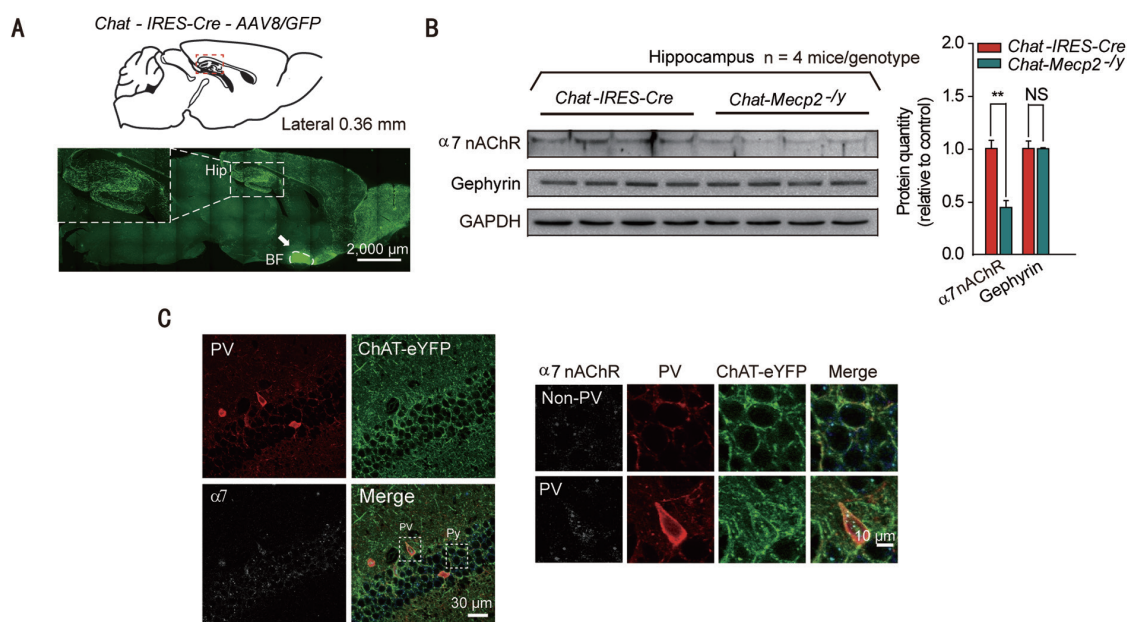 A
Chat - IRES-Cre - AAV8/GFP
Lateral 0.36 mm
Hip
BF
2,000 µm
B
Hippocampus n = 4 mice/genotype
Chat-IRES-Cre
Chat-Mecp2-/y
α7 nAChR
Gephyrin
GAPDH
Protein quantity
(relative to control)
2.0
1.5
1.0
0.5
0.0
Chat-IRES-Cre
Chat-Mecp2-/y
**
NS
α7nAChR
Gephyrin
C
PV
ChAT-eYFP
α7
Merge
PV
Py
30 µm
α7 nAChR
PV
ChAT-eYFP
Merge
Non-PV
PV
10 µm